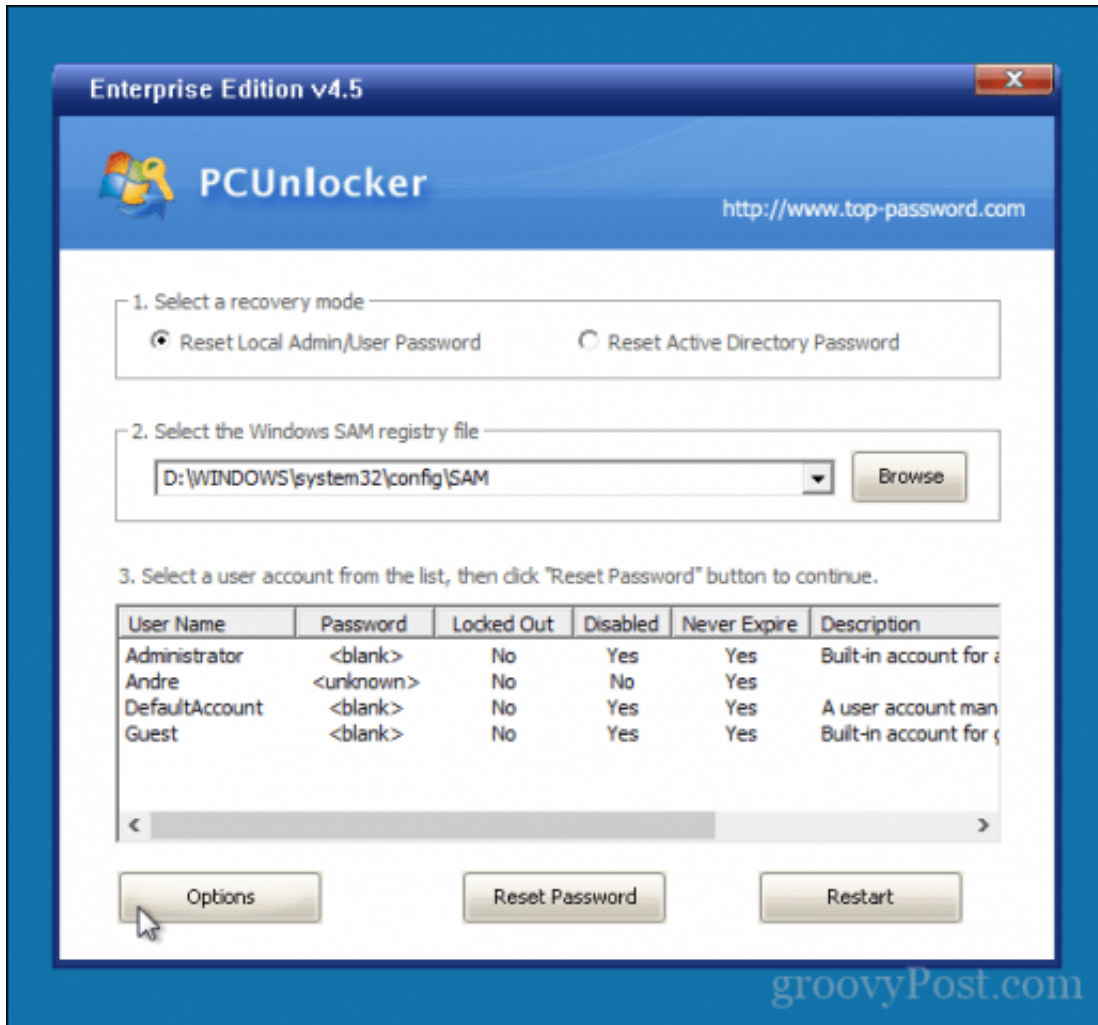 Enterprise Edition v4.5
PCUnlocker
http://www.top-password.com
1. Select a recovery mode
Reset Local Admin/User Password Reset Active Directory Password
2. Select the Windows SAM registry file
D:\WINDOWS\system32\config\SAM Browse
3. Select a user account from the list, then click "Reset Password" button to continue.
User Name Password Locked Out Disabled Never Expire Description
Administrator <blank> No Yes Yes Built-in account for a
Andre <unknown> No No Yes
DefaultAccount <blank> No Yes Yes A user account man
Guest <blank> No Yes Yes Built-in account for g
Options Reset Password Restart
groovyPost.com